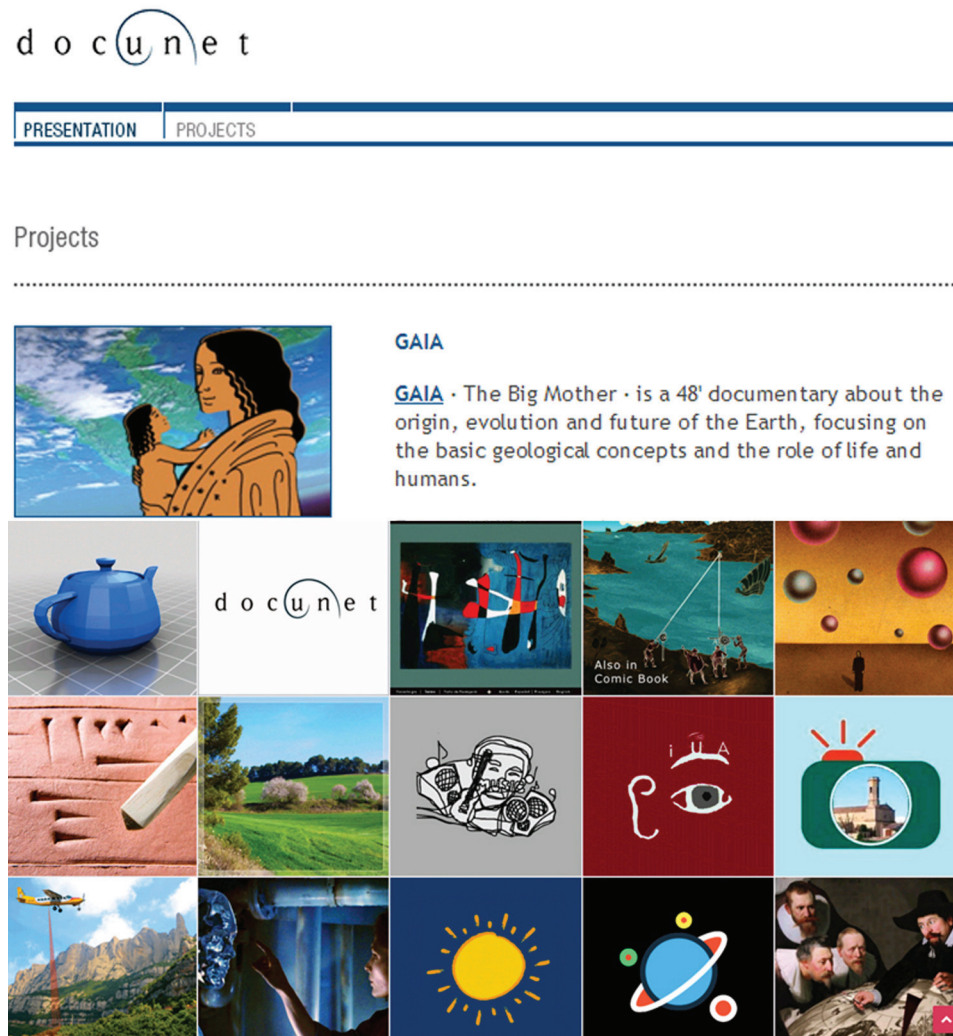 docunet
PRESENTATION
PROJECTS
Projects
GAIA
GAIA · The Big Mother · is a 48' documentary about the
origin, evolution and future of the Earth, focusing on
the basic geological concepts and the role of life and
humans.
docunet
Also in
Comic Book
iUA